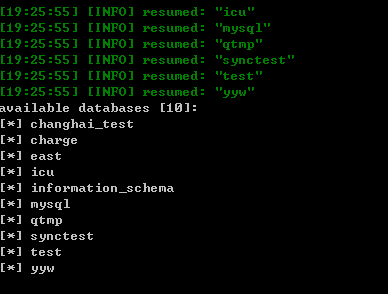 [19:25:55] [INFO] resumed: "icu"
[19:25:55] [INFO] resumed: "mysql"
[19:25:55] [INFO] resumed: "qtmp"
[19:25:55] [INFO] resumed: "synctest"
[19:25:55] [INFO] resumed: "test"
[19:25:55] [INFO] resumed: "yyw"
available databases [10]:
[*] changhai_test
[*] charge
[*] east
[*] icu
[*] information_schema
[*] mysql
[*] qtmp
[*] synctest
[*] test
[*] yyw